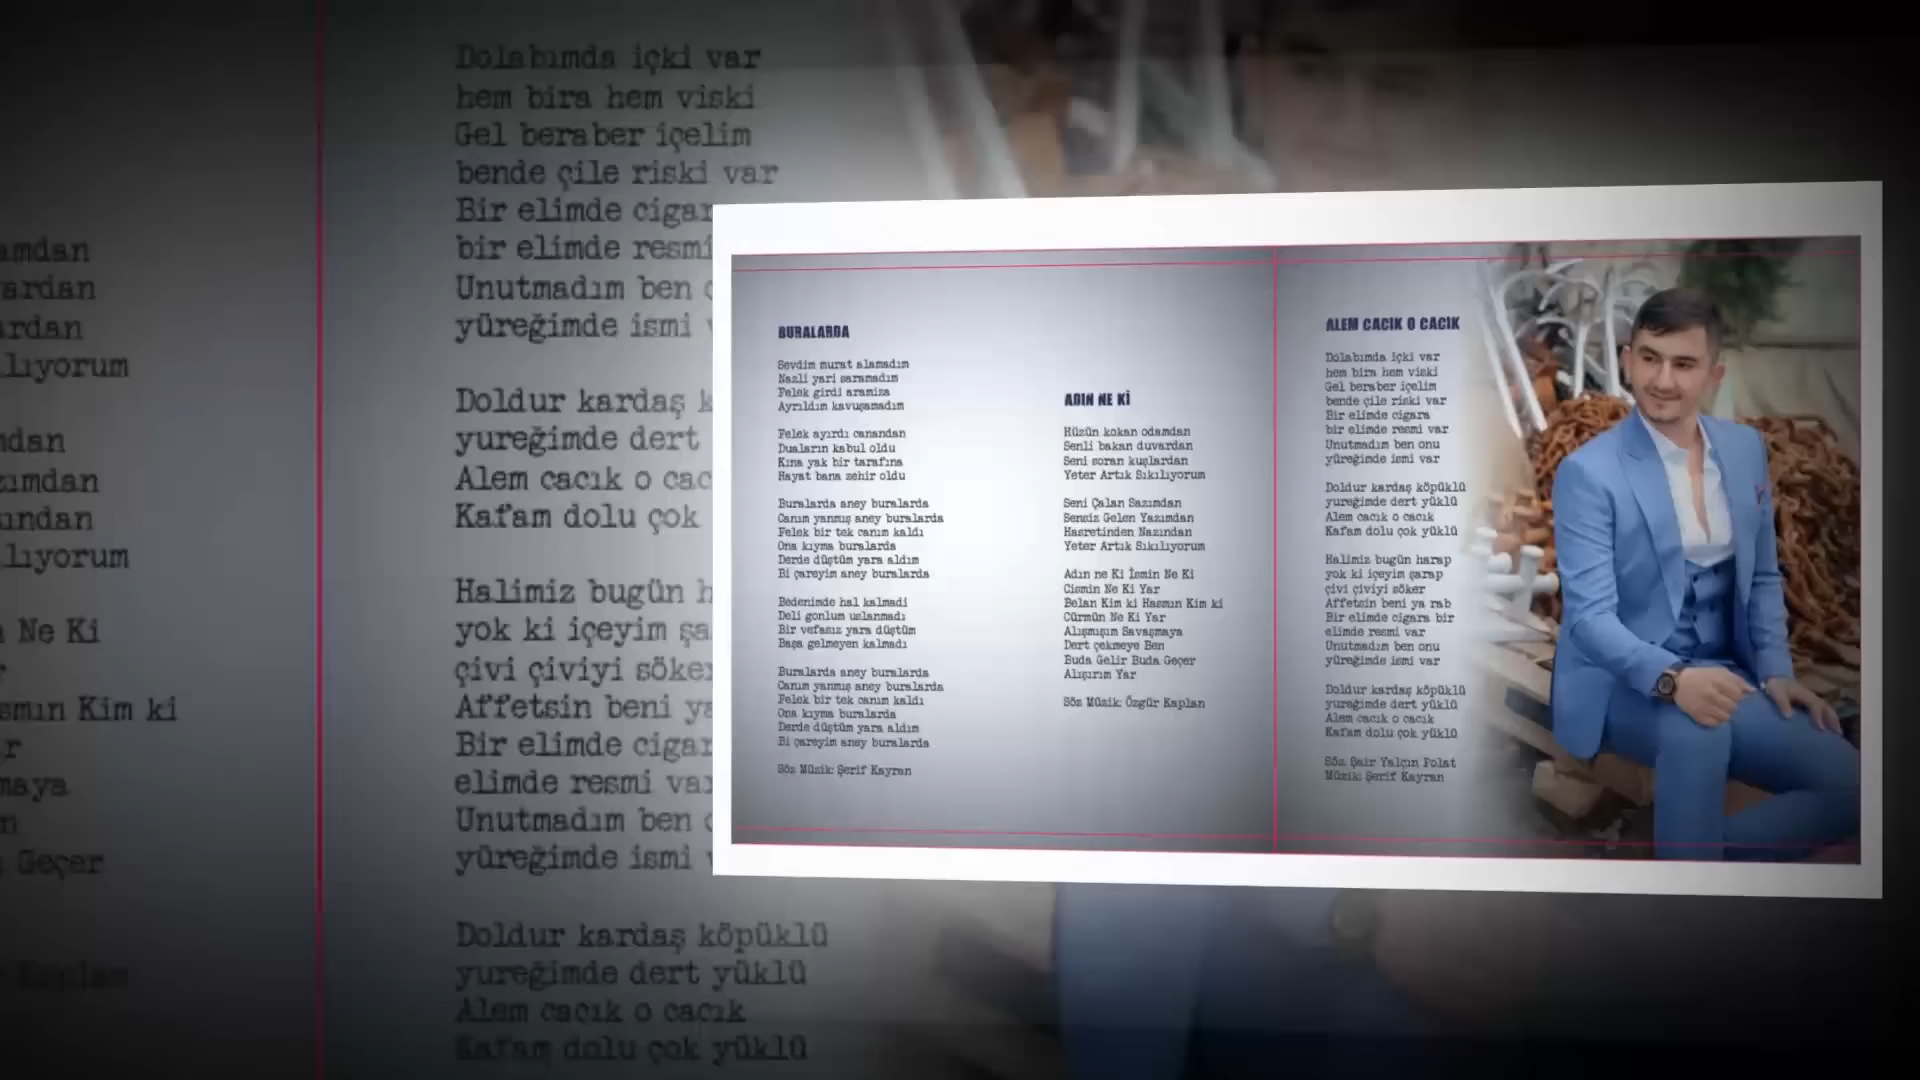 BURALARDA
Sevdim murat alamadım
Nazli yari saramadım
Felek girdi aramiza
Ayrıldım kavuşamadım
Felek ayırdı canandan
Duaların kabul oldu
Kına yak bir tarafına
Hayat bana zehir oldu
Buralarda aney buralarda
Canım yanmış aney buralarda
Felek bir tek canım kaldı
Ona kıyma buralarda
Derde düştüm yara aldım
Bi çareyim aney buralarda
Bedenimde hal kalmadi
Deli gonlum uslanmadı
Bir vefasız yara düştüm
Başa gelmeyen kalmadı
Buralarda aney buralarda
Canım yanmış aney buralarda
Felek bir tek canım kaldı
Ona kıyma buralarda
Derde düştüm yara aldım
Bi çareyim aney buralarda
Söz Müzik: Şerif Kayran
ADIN NE Kİ
Hüzün kokan odamdan
Senli bakan duvardan
Seni soran kuşlardan
Yeter Artık Sıkılıyorum
Seni Çalan Sazımdan
Sensiz Gelen Yazımdan
Hasretinden Nazından
Yeter Artık Sıkılıyorum
Adın ne Ki İsmin Ne Ki
Cismin Ne Ki Yar
Belan Kim ki Hasmın Kim ki
Cürmün Ne Ki Yar
Alışmışım Savaşmaya
Dert çekmeye Ben
Buda Gelir Buda Geçer
Alışırım Yar
Söz Müzik: Özgür Kaplan
ALEM CACIK O CACIK
Dolabımda içki var
hem bira hem viski
Gel beraber içelim
bende çile riski var
Bir elimde cigara
bir elimde resmi var
Unutmadım ben onu
yüreğimde ismi var
Doldur kardaş köpüklü
yureğimde dert yüklü
Alem cacık o cacık
Kafam dolu çok yüklü
Halimiz bugün harap
yok ki içeyim şarap
çivi çiviyi söker
Affetsin beni ya rab
Bir elimde cigara bir
elimde resmi var
Unutmadım ben onu
yüreğimde ismi var
Doldur kardaş köpüklü
yureğimde dert yüklü
Alem cacık o cacık
Kafam dolu çok yüklü
Söz Şair Yalçın Polat
Müzik: Şerif Kayran